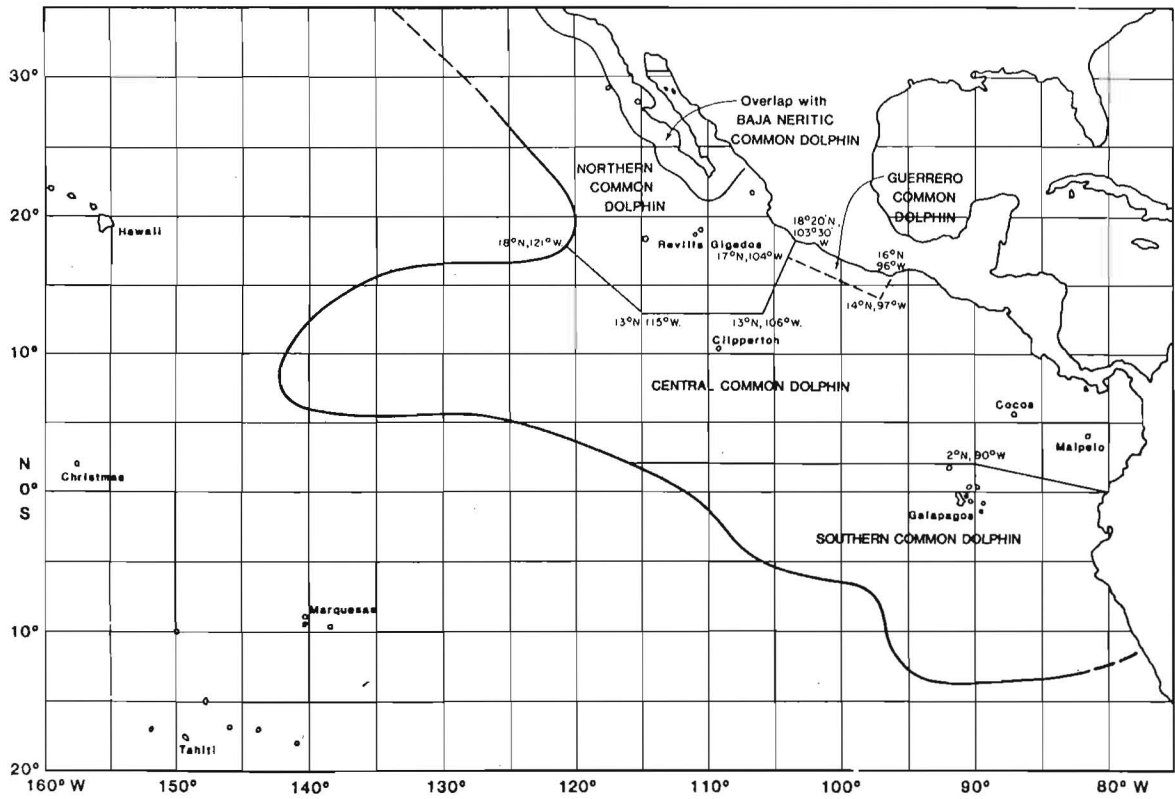 30°
20°
10°
N
0°
S
10°
20°
160° W
150°
140°
130°
120°
110°
100°
90°
80° W
Overlap with
BAJA NERITIC
COMMON DOLPHIN
NORTHERN
COMMON
DOLPHIN
GUERRERO
COMMON
DOLPHIN
Hawaii
18°N,121°W.
Revilla Gigedos
17°N,104°W
18°20'N,
103°30'
W
16°N
96°W
14°N,97°W
13°N 115°W.
13°N,106°W.
Clipperton
CENTRAL COMMON DOLPHIN
Cocos
Malpelo
2°N,90°W
Christmas
Galapagos
SOUTHERN COMMON DOLPHIN
Marquesas
Tahiti